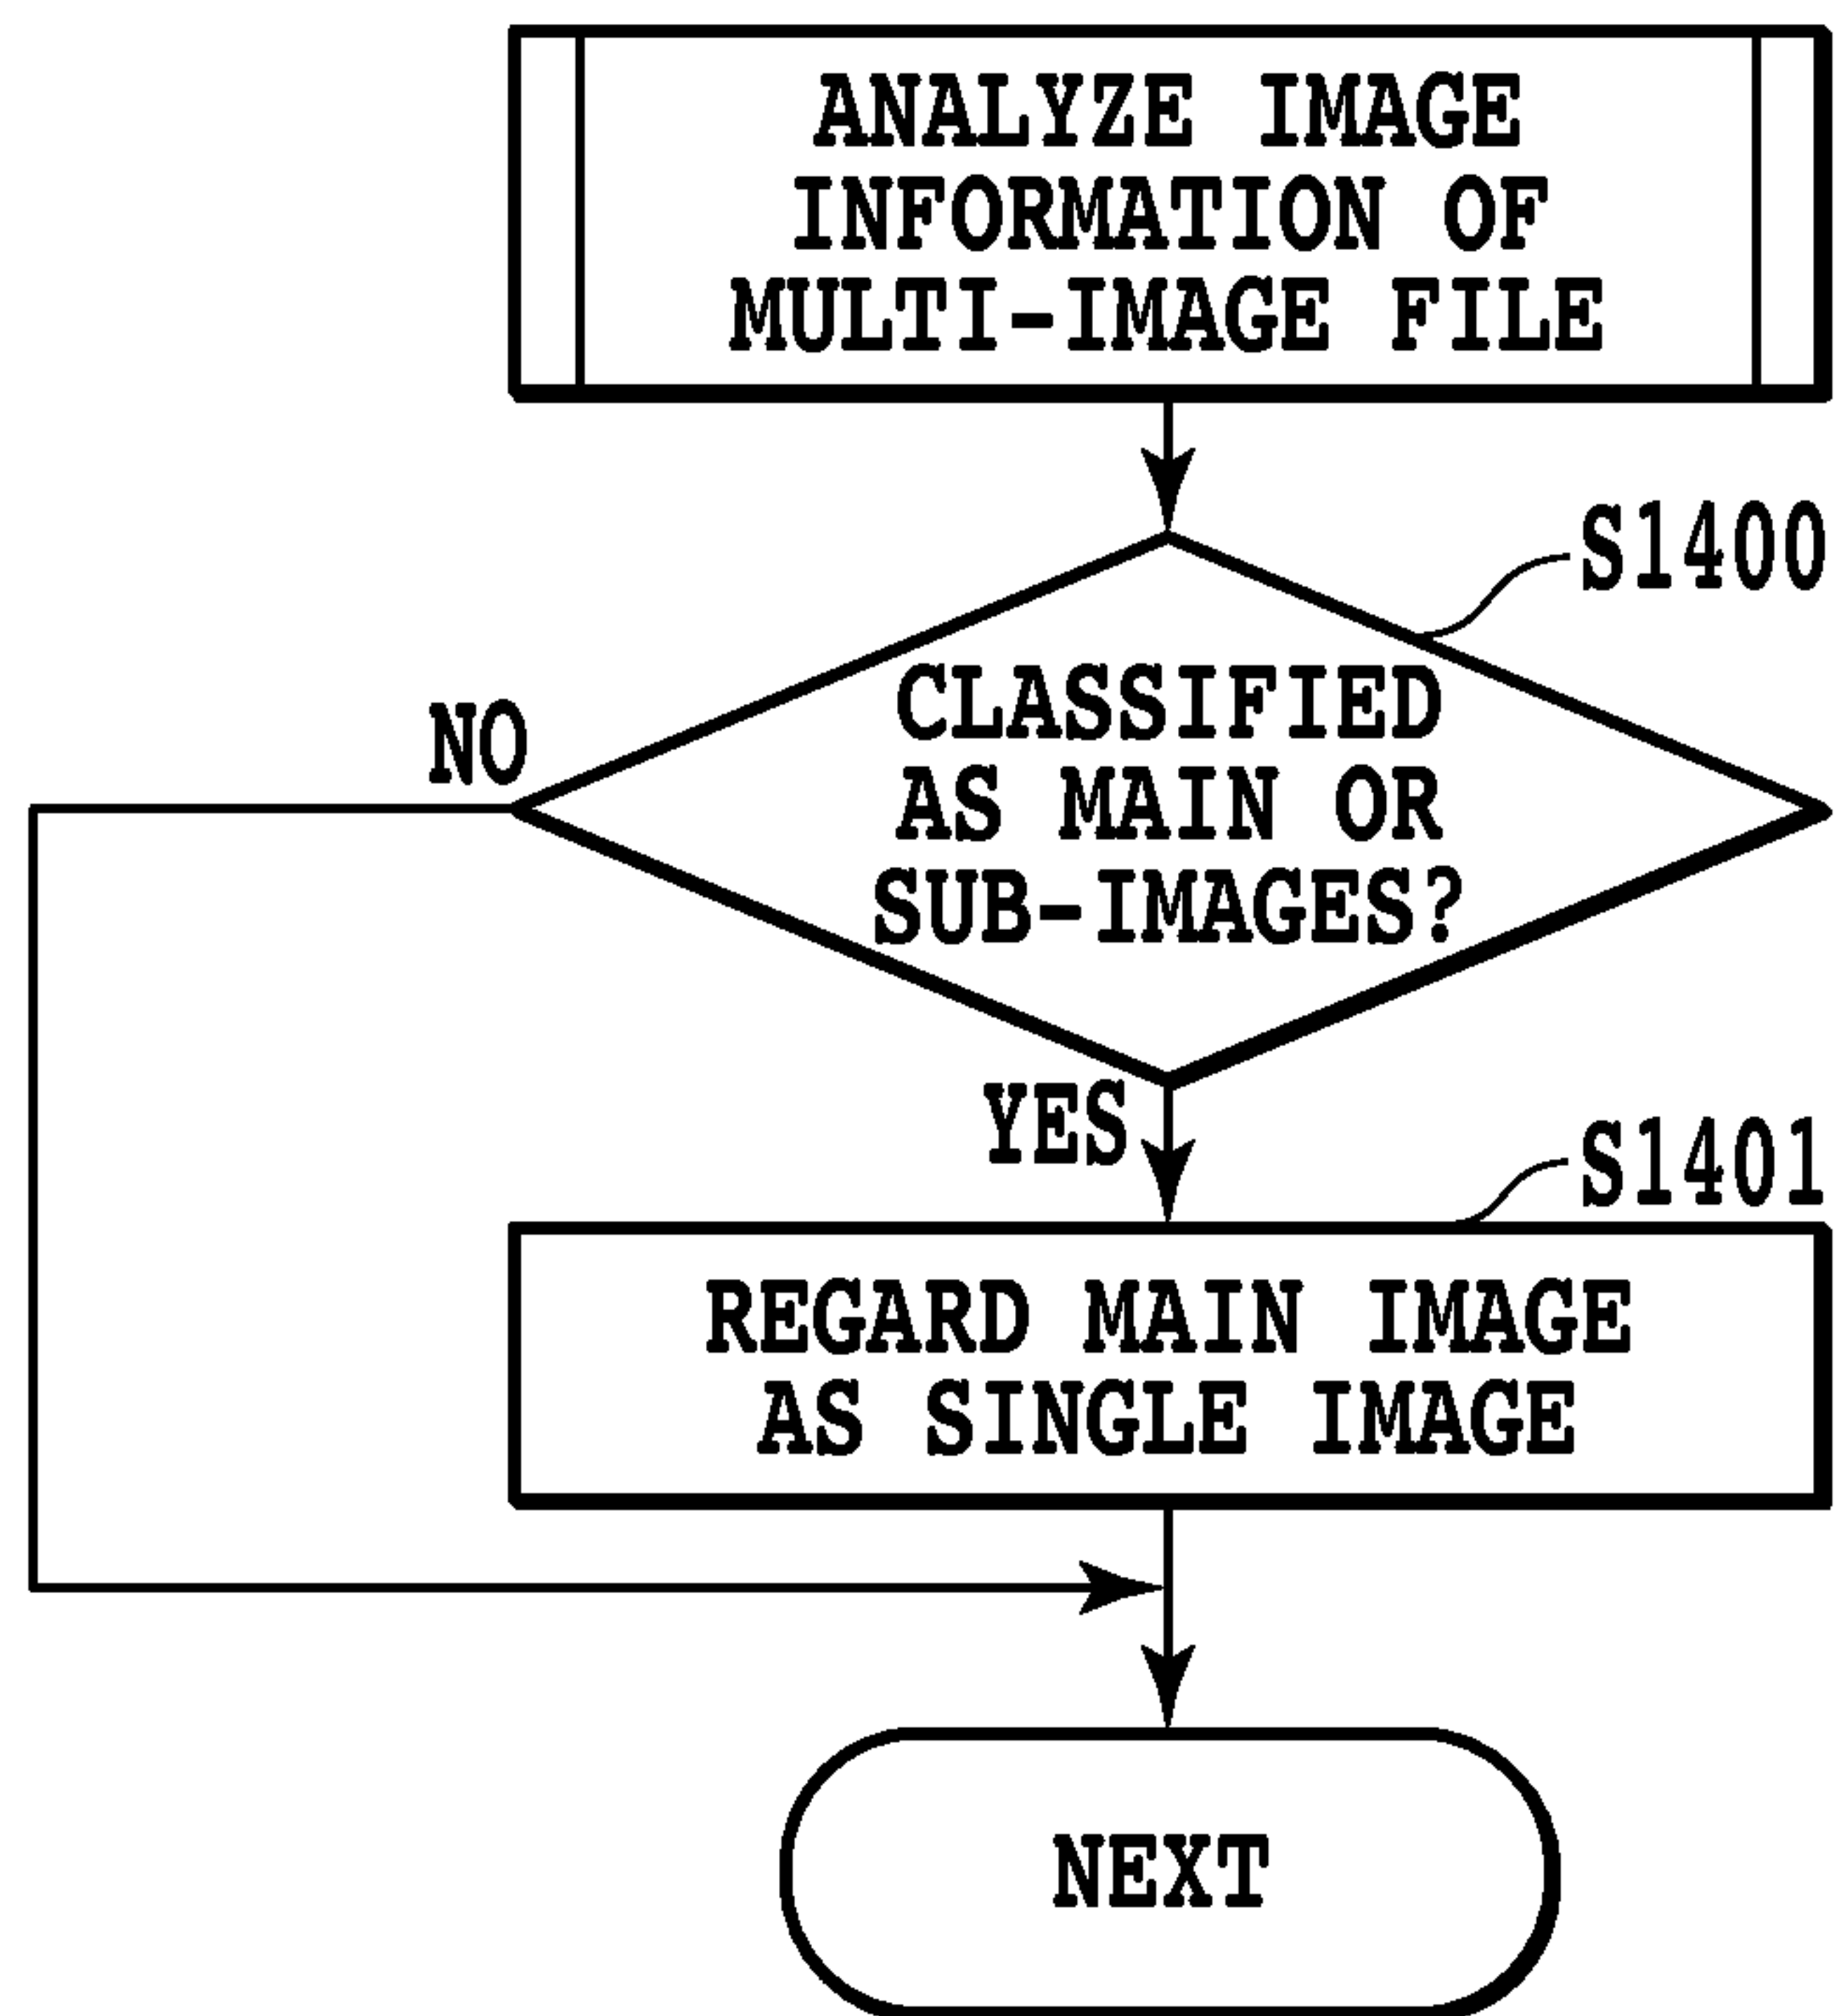 ANALYZE IMAGE
INFORMATION OF
MULTI-IMAGE FILE
S1400
CLASSIFIED
AS MAIN OR
SUB-IMAGES?
NO
YES
S1401
REGARD MAIN IMAGE
AS SINGLE IMAGE
NEXT